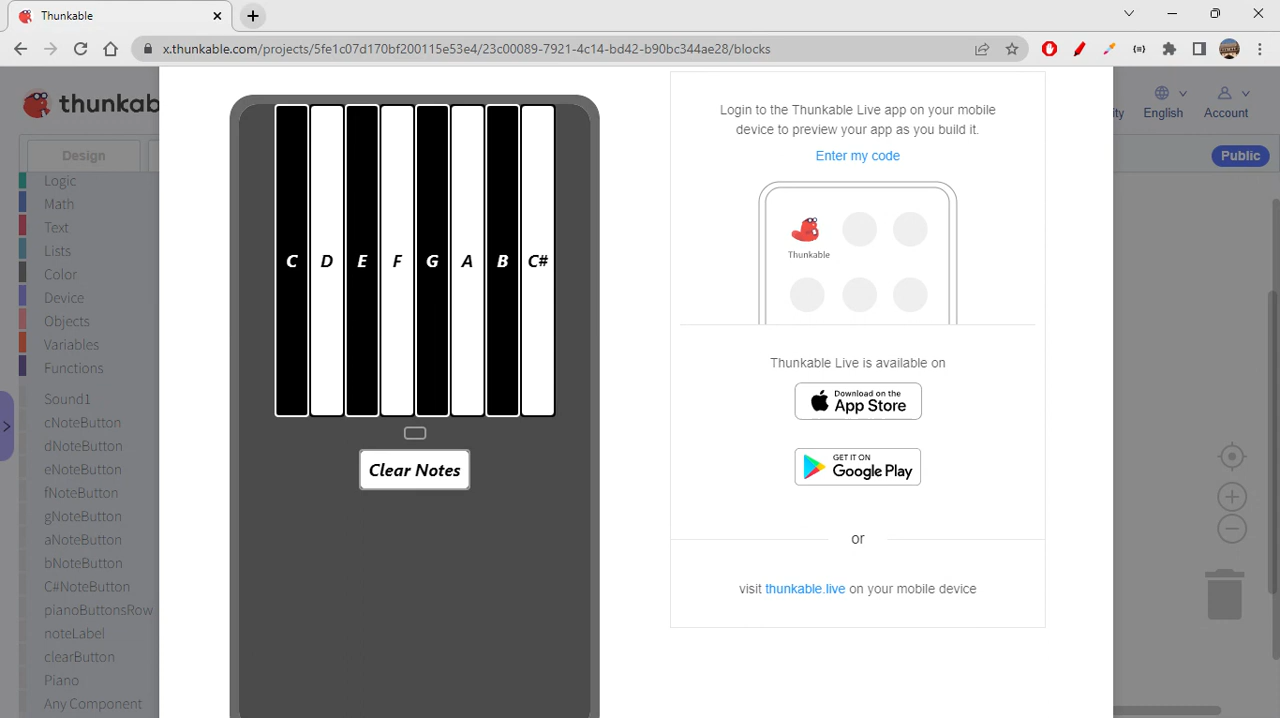 Thunkable
x.thunkable.com/projects/5fe1c07d170bf200115e53e4/23c00089-7921-4c14-bd42-b90bc344ae28/blocks
thunkab
Design
Logic
Math
Text
Lists
Color
Device
Objects
Variables
Functions
Sound1
cNoteButton
dNoteButton
eNoteButton
fNoteButton
gNoteButton
aNoteButton
bNoteButton
C#NoteButton
pianoButtonsRow
noteLabel
clearButton
Piano
Any Component
C D E F G A B C#
Clear Notes
Login to the Thunkable Live app on your mobile
device to preview your app as you build it.
Enter my code
Thunkable
Thunkable Live is available on
Download on the
App Store
GET IT ON
Google Play
or
visit thunkable.live on your mobile device
ity
English
Account
Public